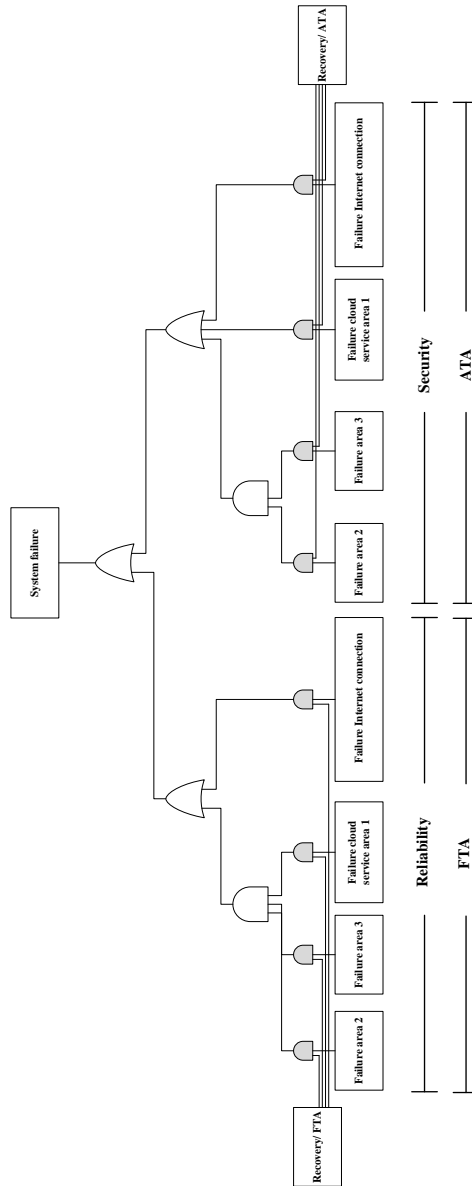 System failure
Recovery/ FTA
Failure area 2
Failure area 3
Failure cloud
service area 1
Failure Internet connection
Failure area 2
Failure area 3
Failure cloud
service area 1
Failure Internet connection
Recovery/ ATA
Reliability
Security
FTA
ATA